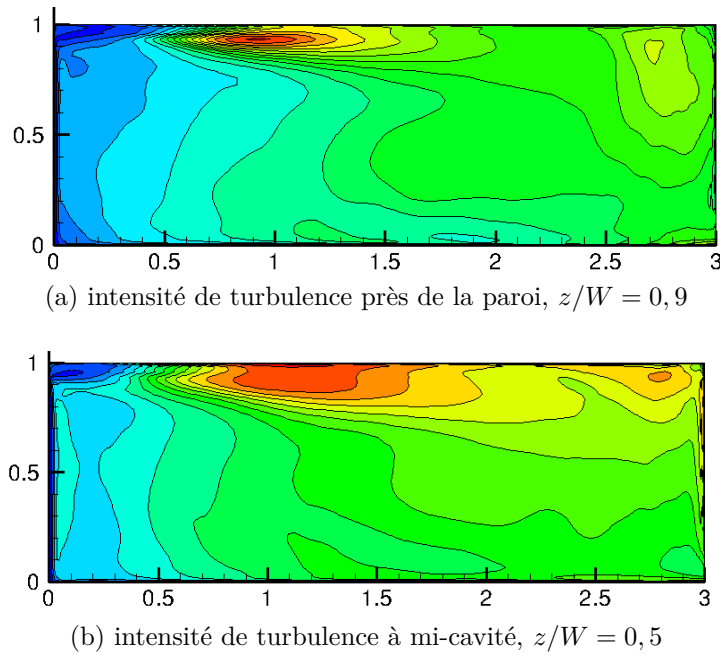 1
0.5
0
0 0.5 1 1.5 2 2.5 3
(a) intensité de turbulence près de la paroi, z/W = 0, 9
1
0.5
0
0 0.5 1 1.5 2 2.5 3
(b) intensité de turbulence à mi-cavité, z/W = 0, 5